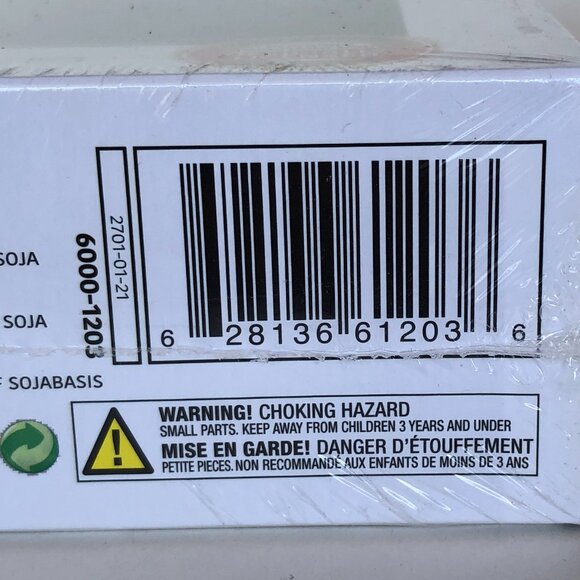 SOJA
SOJA
F SOJABASIS
6000-1203
2701-01-21
6 28136 61203 6
WARNING! CHOKING HAZARD
SMALL PARTS. KEEP AWAY FROM CHILDREN 3 YEARS AND UNDER
MISE EN GARDE! DANGER D'ÉTOUFFEMENT
PETITE PIECES. NON RECOMMANDÉ AUX ENFANTS DE MOINS DE 3 ANS